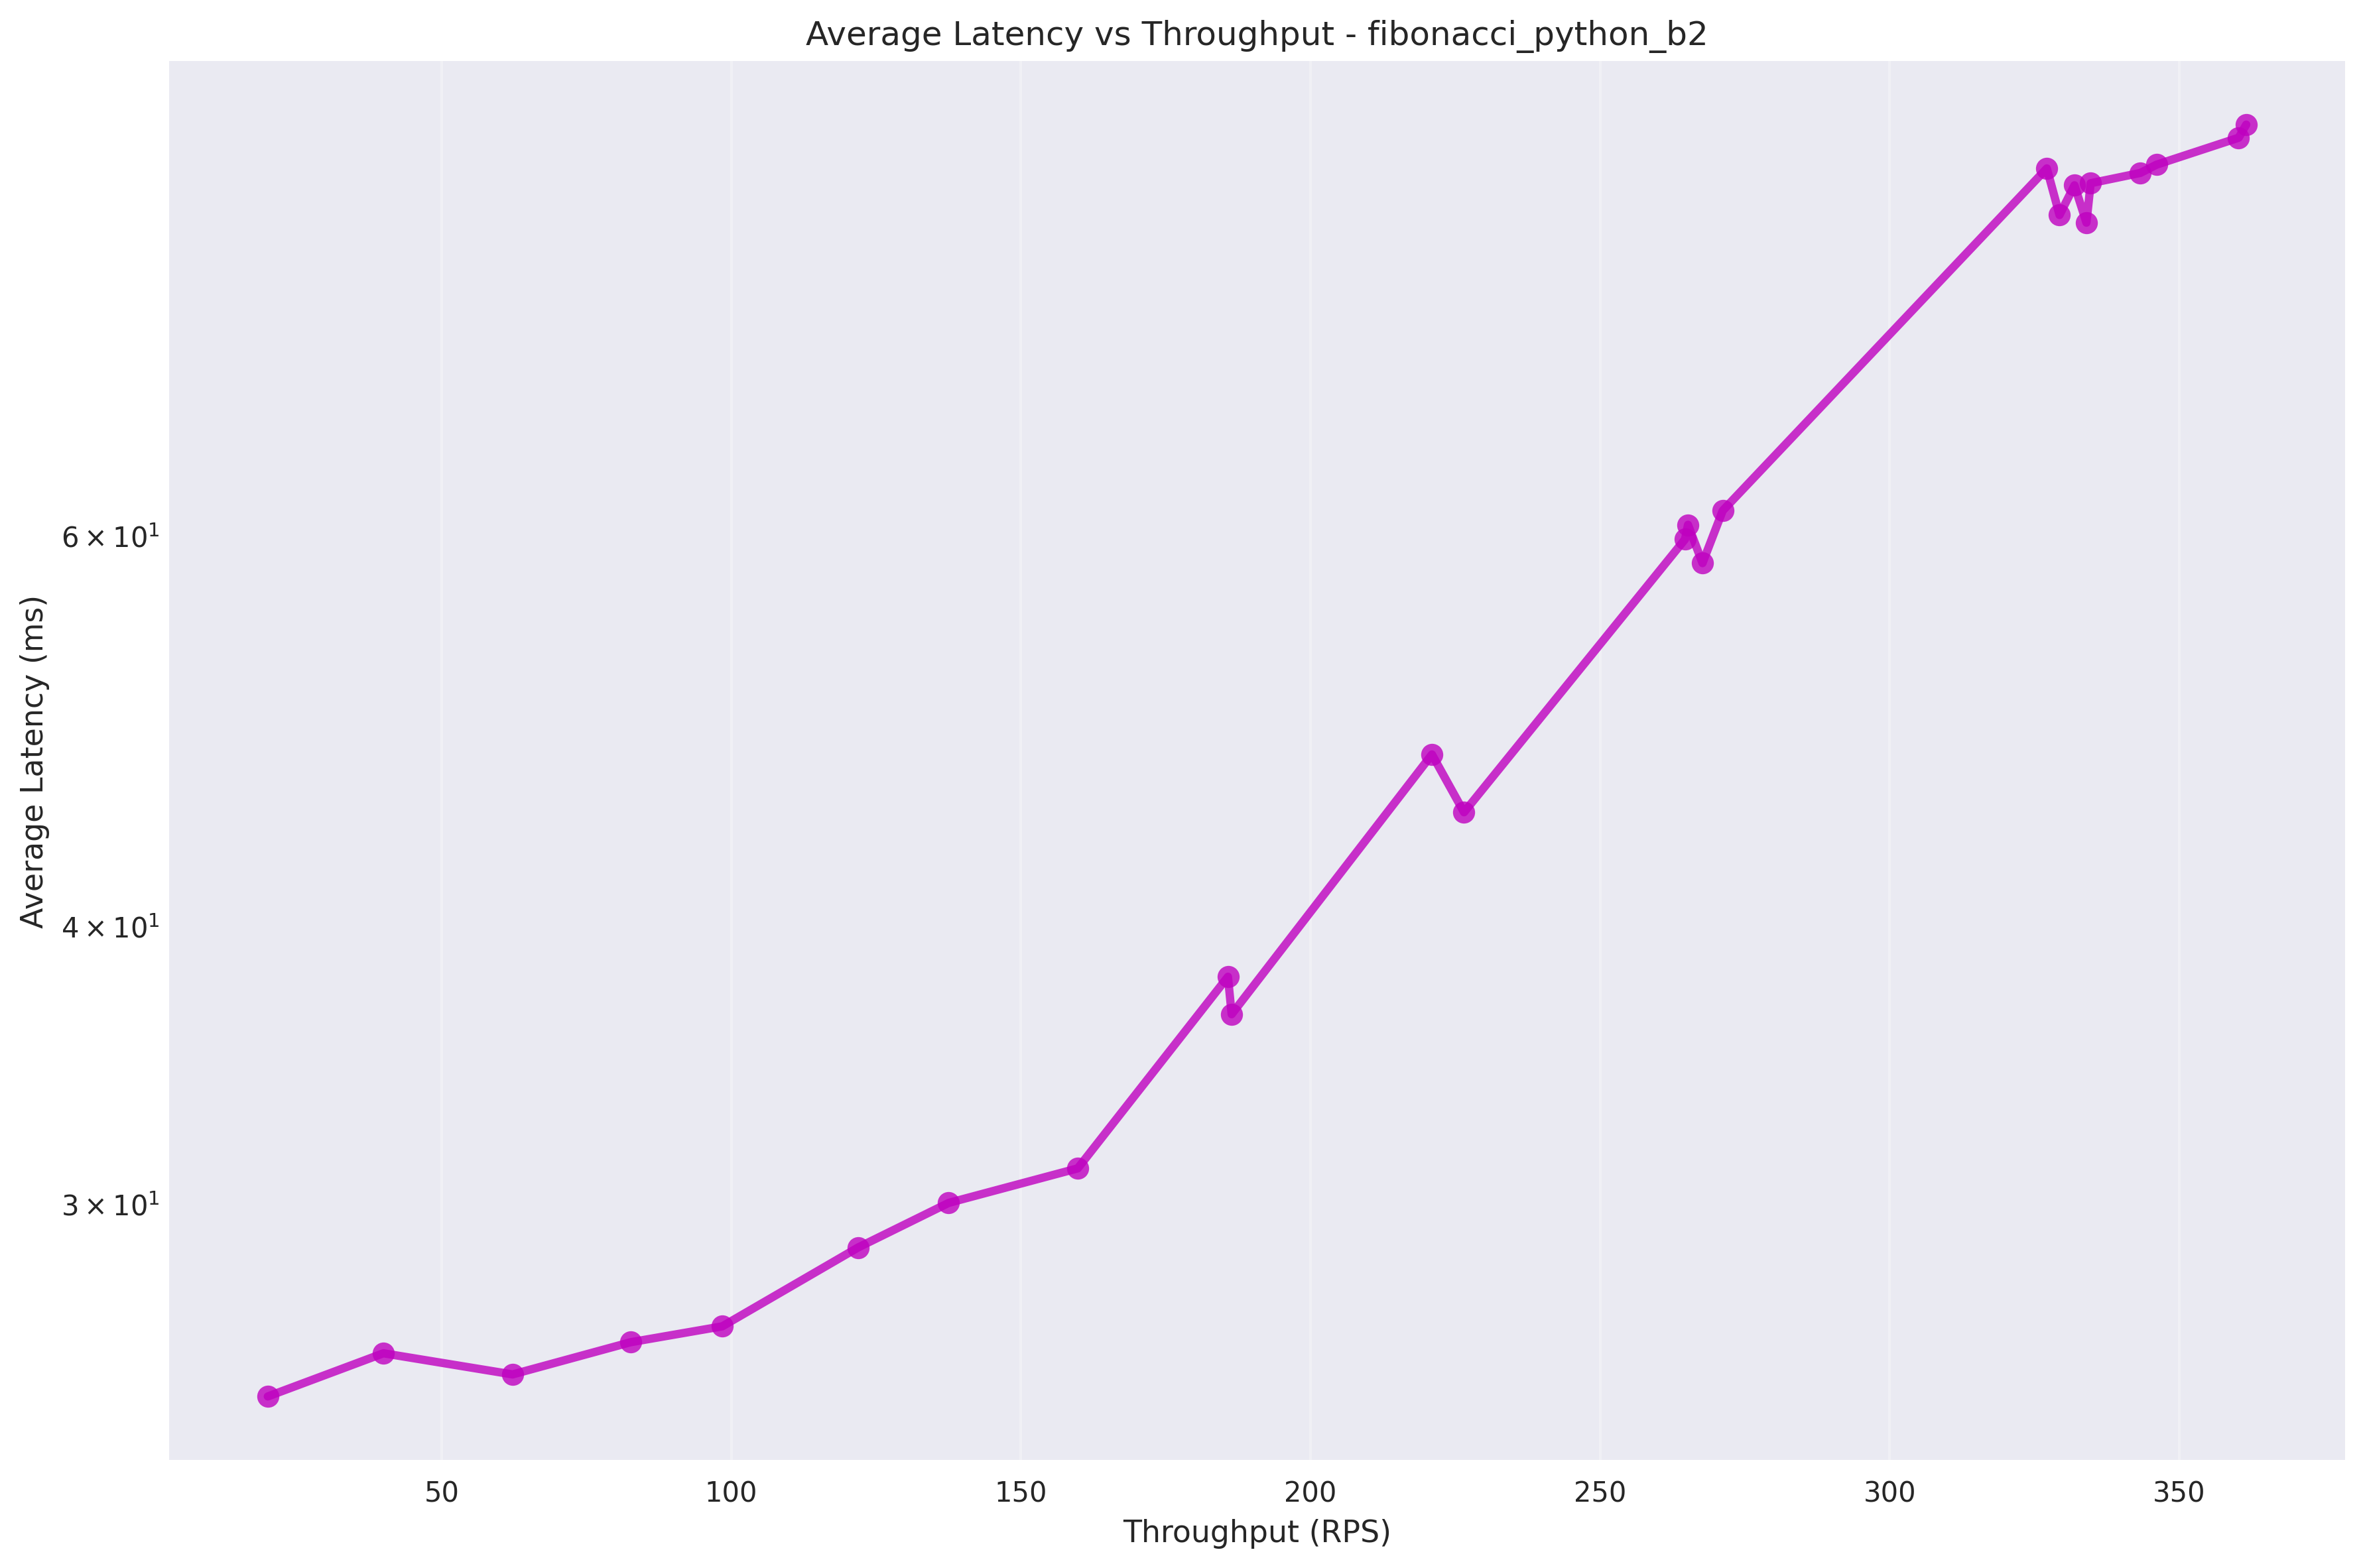 Average Latency vs Throughput - fibonacci_python_b2
Average Latency (ms)
6 × 10¹
4 × 10¹
3 × 10¹
50 100 150 200 250 300 350
Throughput (RPS)